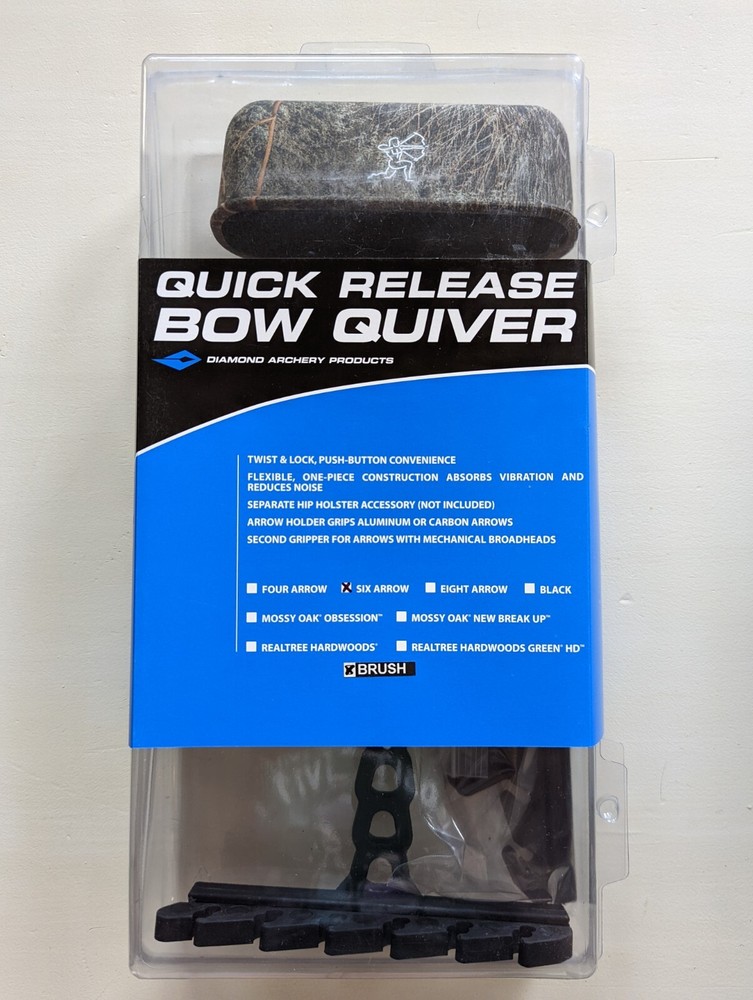 QUICK RELEASE
BOW QUIVER
DIAMOND ARCHERY PRODUCTS
TWIST & LOCK, PUSH-BUTTON CONVENIENCE
FLEXIBLE, ONE-PIECE CONSTRUCTION ABSORBS VIBRATION AND
REDUCES NOISE
SEPARATE HIP HOLSTER ACCESSORY (NOT INCLUDED)
ARROW HOLDER GRIPS ALUMINUM OR CARBON ARROWS
SECOND GRIPPER FOR ARROWS WITH MECHANICAL BROADHEADS
FOUR ARROW SIX ARROW EIGHT ARROW BLACK
MOSSY OAK® OBSESSION™ MOSSY OAK® NEW BREAK UP™
REALTREE HARDWOODS® REALTREE HARDWOODS GREEN® HD™
BRUSH